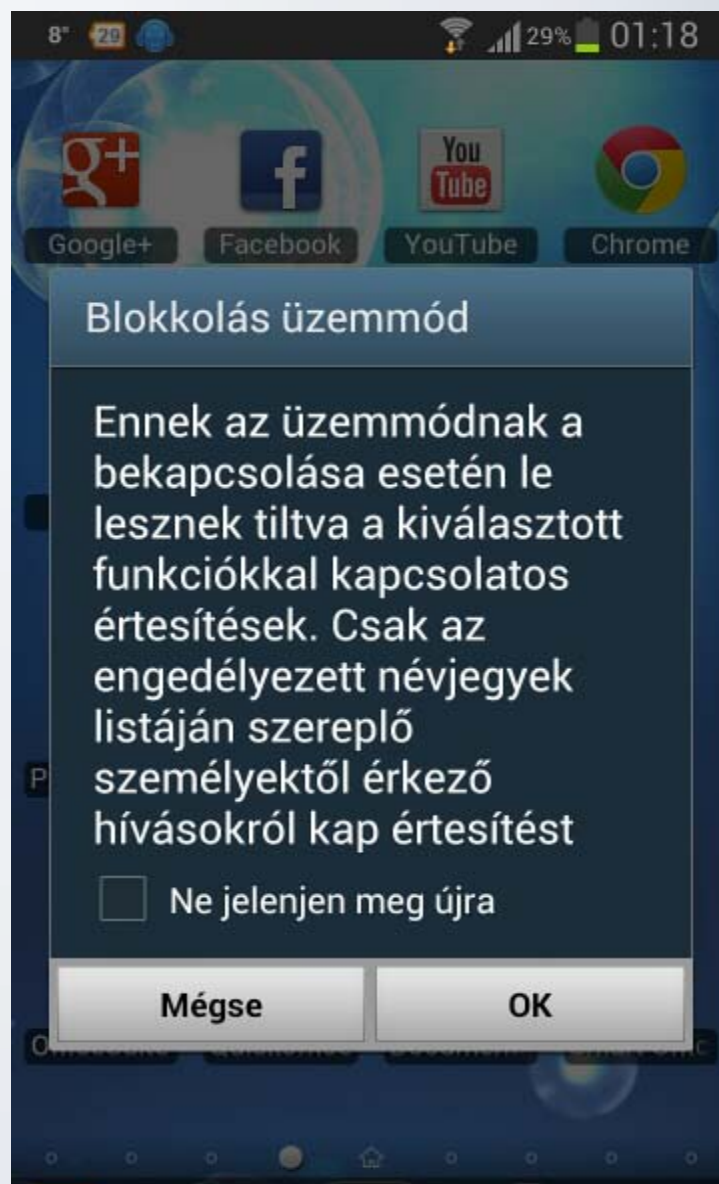 8° 29 29% 01:18
g+ f You Tube
Google+ Facebook YouTube Chrome
Blokkolás üzemmód
Ennek az üzemmódnak a
bekapcsolása esetén le
lesznek tiltva a kiválasztott
funkciókkal kapcsolatos
értesítések. Csak az
engedélyezett névjegyek
listáján szereplő
személyektől érkező
hívásokról kap értesítést
Ne jelenjen meg újra
Mégse OK